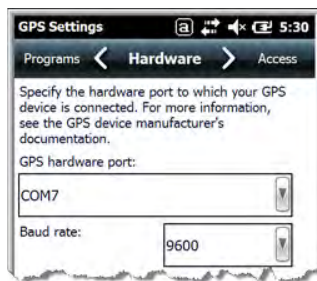 GPS Settings a 5:30
Programs Hardware Access
Specify the hardware port to which your GPS
device is connected. For more information,
see the GPS device manufacturer's
documentation.
GPS hardware port:
COM7
Baud rate: 9600